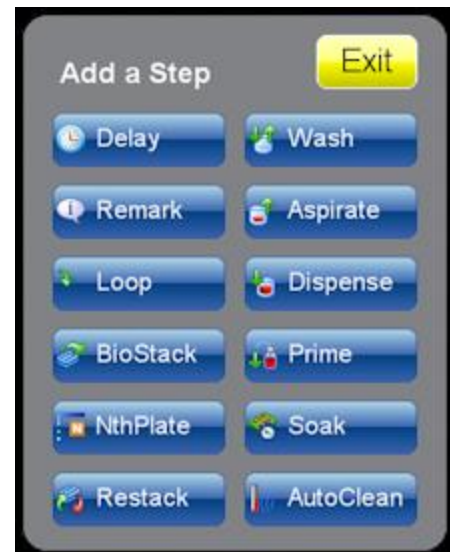 Add a Step Exit
Delay Wash
Remark Aspirate
Loop Dispense
BioStack Prime
NthPlate Soak
Restack AutoClean